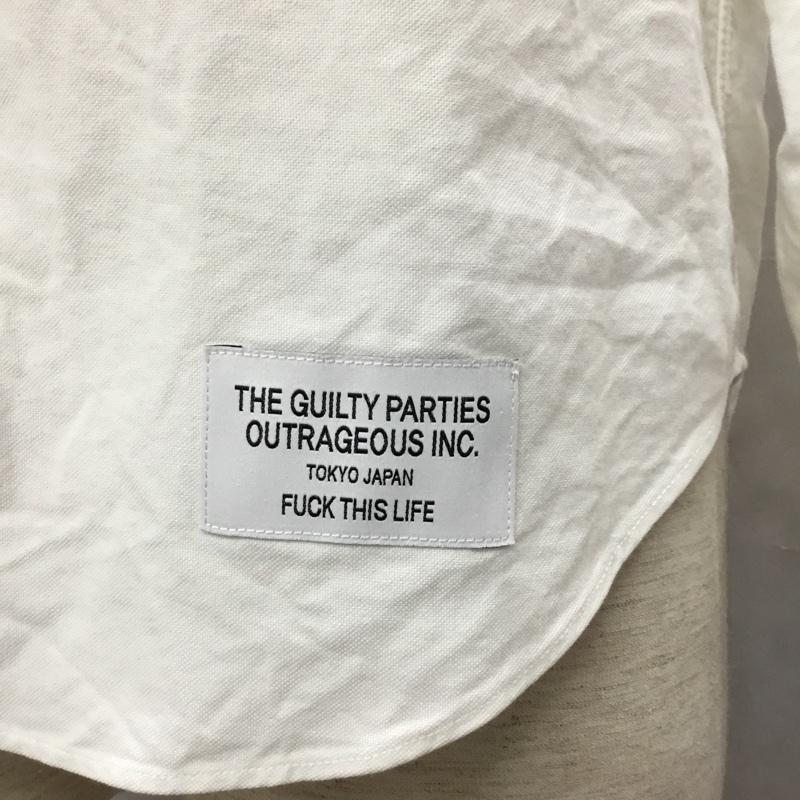 THE GUILTY PARTIES
OUTRAGEOUS INC.
TOKYO JAPAN
FUCK THIS LIFE